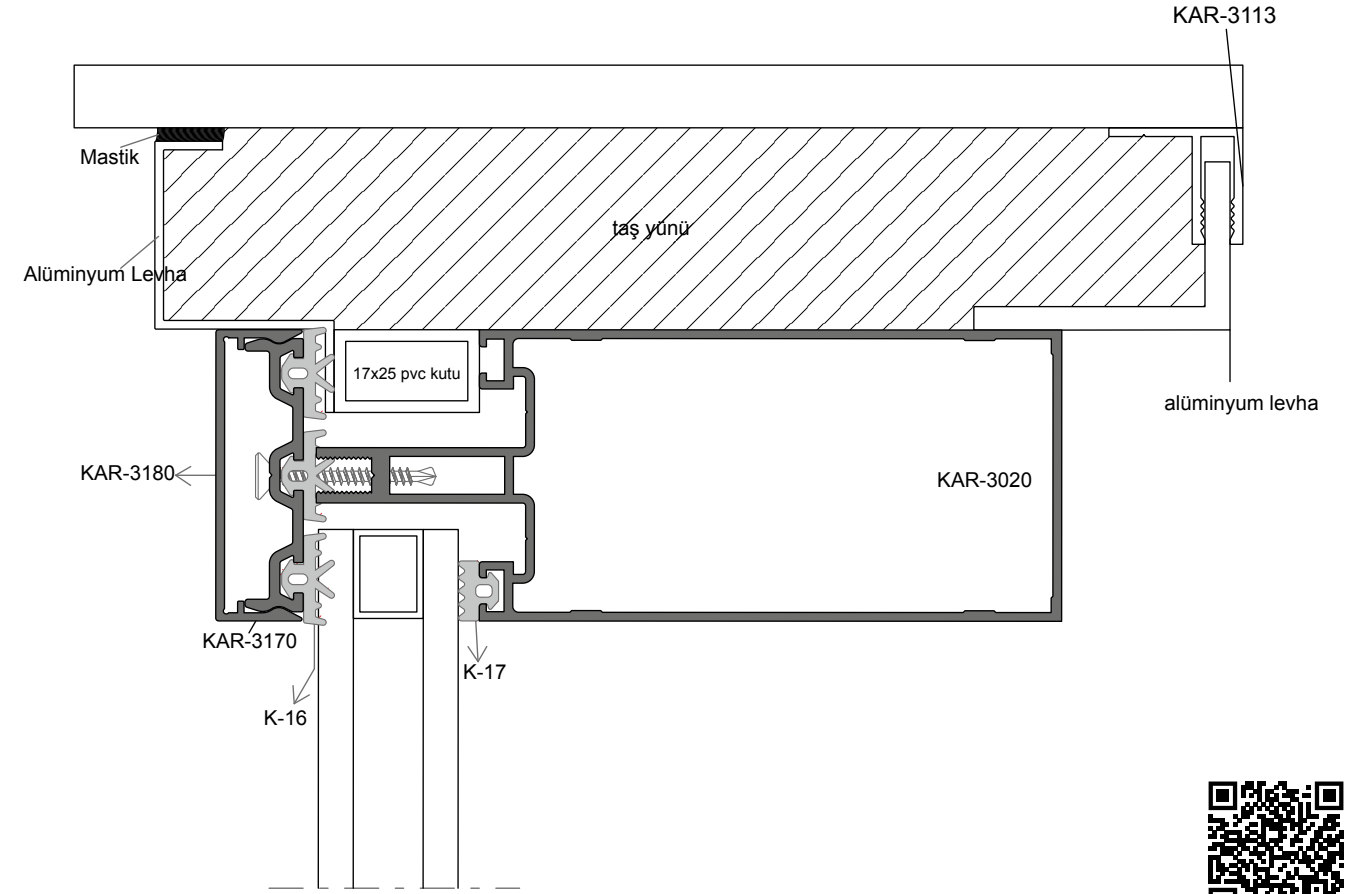 KAR-3113
Mastik
taş yünü
Alüminyum Levha
17x25 pvc kutu
alüminyum levha
KAR-3180
KAR-3020
KAR-3170
K-17
K-16